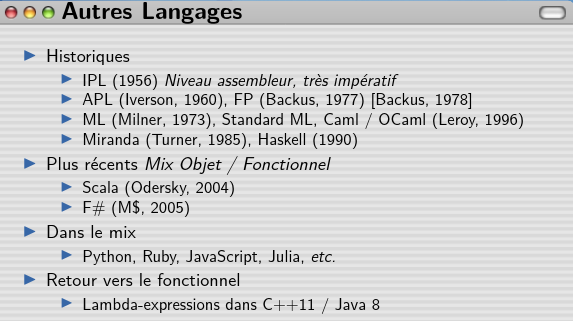 Autres Langages
Historiques
IPL (1956) Niveau assembleur, très impératif
APL (Iverson, 1960), FP (Backus, 1977) [Backus, 1978]
ML (Milner, 1973), Standard ML, Caml / OCaml (Leroy, 1996)
Miranda (Turner, 1985), Haskell (1990)
Plus récents Mix Objet / Fonctionnel
Scala (Odersky, 2004)
F# (M$, 2005)
Dans le mix
Python, Ruby, JavaScript, Julia, etc.
Retour vers le fonctionnel
Lambda-expressions dans C++11 / Java 8